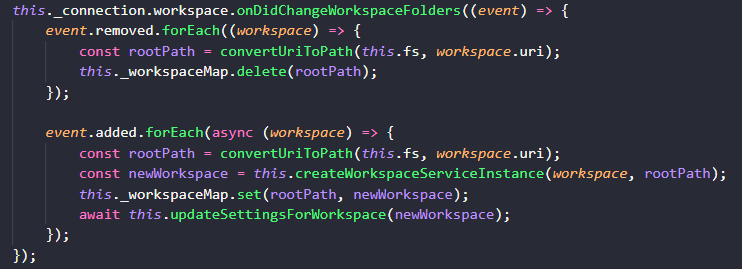 this._connection.workspace.onDidChangeWorkspaceFolders((event) => {
    event.removed.forEach((workspace) => {
        const rootPath = convertUriToPath(this.fs, workspace.uri);
        this._workspaceMap.delete(rootPath);
    });

    event.added.forEach(async (workspace) => {
        const rootPath = convertUriToPath(this.fs, workspace.uri);
        const newWorkspace = this.createWorkspaceServiceInstance(workspace, rootPath);
        this._workspaceMap.set(rootPath, newWorkspace);
        await this.updateSettingsForWorkspace(newWorkspace);
    });
});